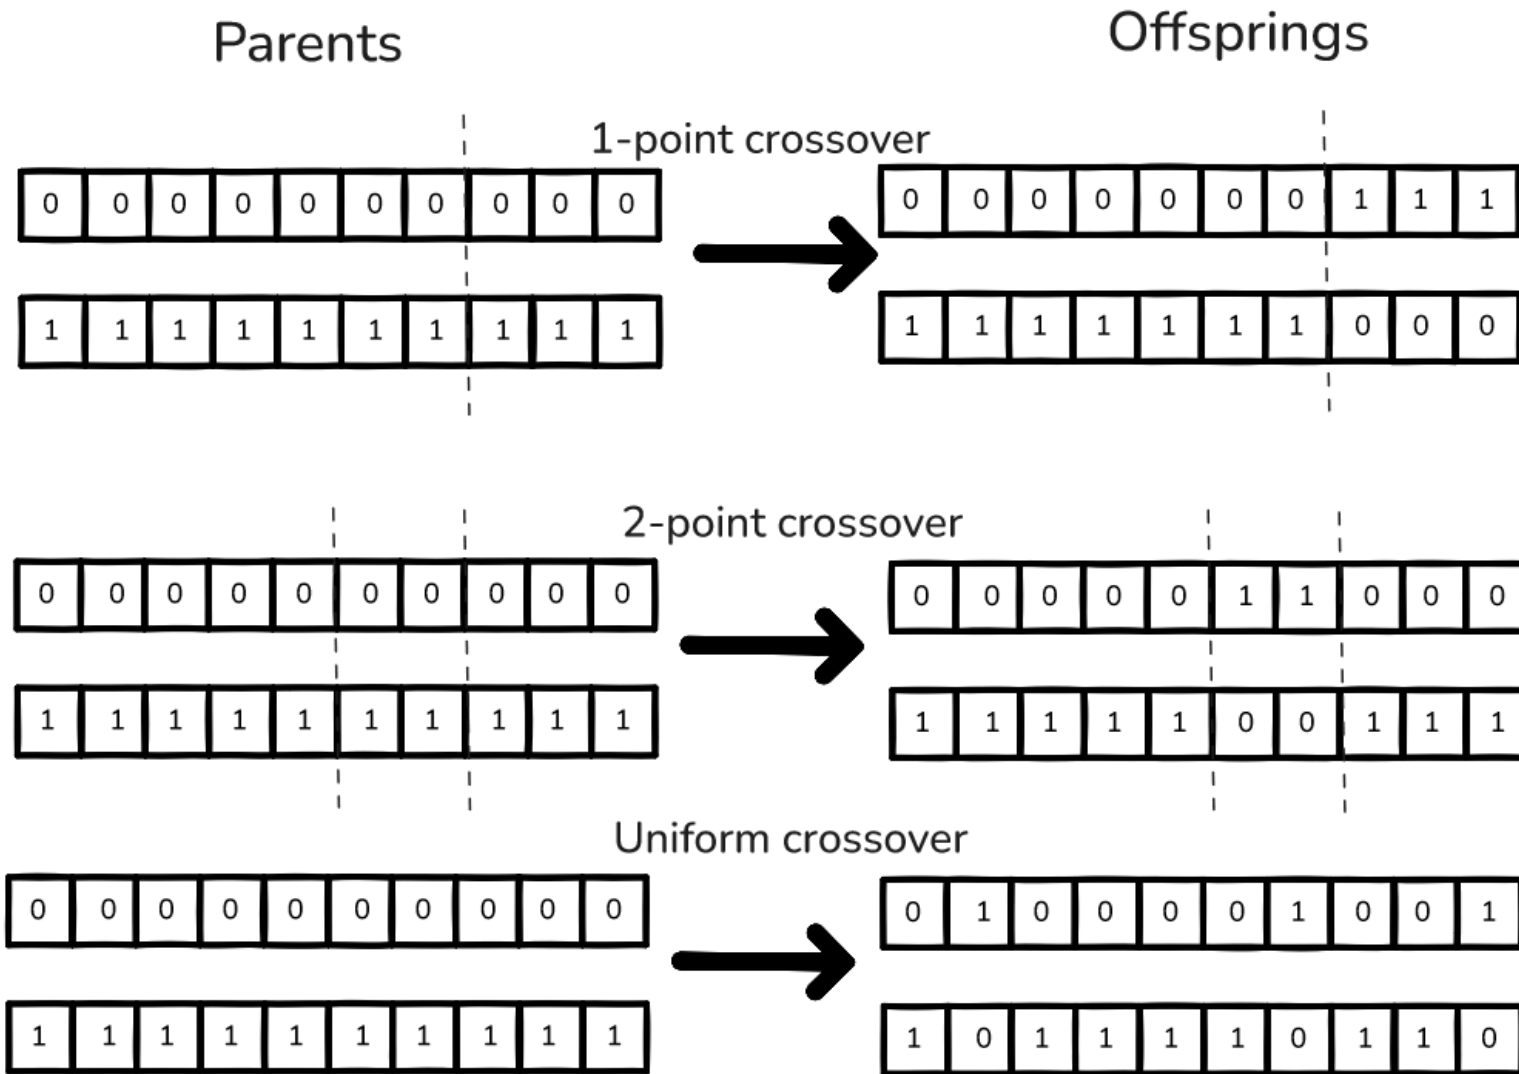 Parents
Offsprings
1-point crossover
0 0 0 0 0 0 0 0 0 0
0 0 0 0 0 0 0 1 1 1
1 1 1 1 1 1 1 1 1 1
1 1 1 1 1 1 1 0 0 0
2-point crossover
0 0 0 0 0 0 0 0 0 0
0 0 0 0 0 1 1 0 0 0
1 1 1 1 1 1 1 1 1 1
1 1 1 1 1 0 0 1 1 1
Uniform crossover
0 0 0 0 0 0 0 0 0 0
0 1 0 0 0 0 1 0 0 1
1 1 1 1 1 1 1 1 1 1
1 0 1 1 1 1 0 1 1 0